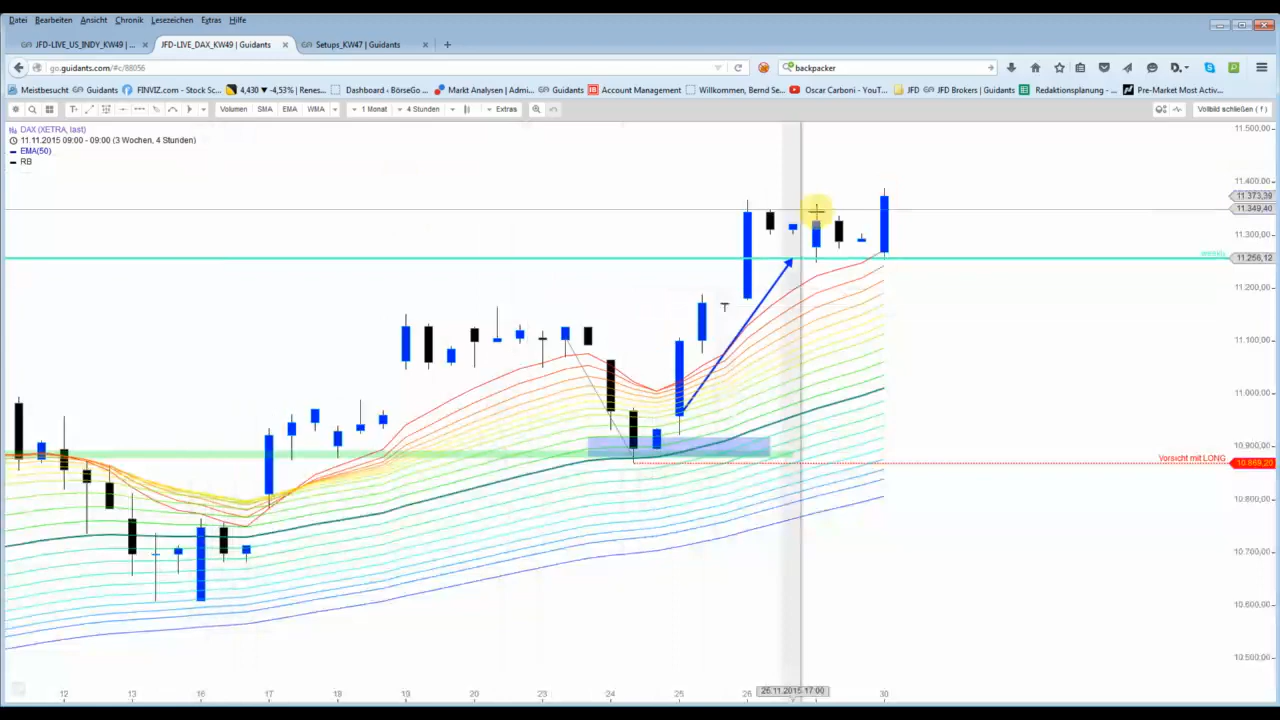 Datei Bearbeiten Ansicht Chronik Lesezeichen Extras Hilfe
JFD-LIVE_US_INDY_KW49 | ... × JFD-LIVE_DAX_KW49 | Guidants × Setups_KW47 | Guidants × +
go.guidants.com/#c/88056 backpacker
Meistbesucht Guidants FINVIZ.com - Stock Sc... 4,430 ▼ -4,53% | Renes... Dashboard ‹ BörseGo ... Markt Analysen | Armi... Guidants Account Management Willkommen, Bernd Se... Oscar Carboni - YouT... JFD JFD Brokers | Guidants Redaktionsplanung - ... Pre-Market Most Activ...
Volumen SMA EMA WMA 1 Monat 4 Stunden Extras Vollbild schließen ( f )
DAX (XETRA, last)
11.11.2015 09:00 - 09:00 (3 Wochen, 4 Stunden)
EMA(50)
RB
11.500,00
11.400,00
11.373,39
11.349,40
11.300,00
11.256,12
11.200,00
11.100,00
11.000,00
10.900,00
Vorsicht mit LONG 10.869,20
10.800,00
10.700,00
10.600,00
10.500,00
12 13 16 17 18 19 20 23 24 25 26 26.11.2015 17:00 30